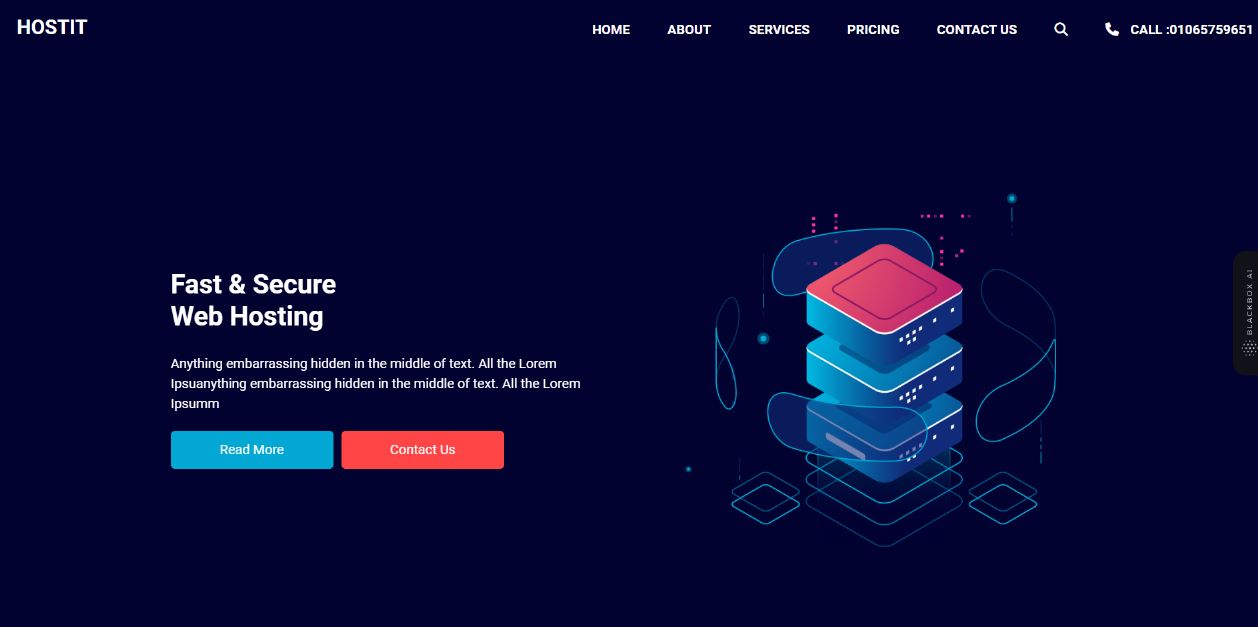 HOSTIT
HOME ABOUT SERVICES PRICING CONTACT US CALL :01065759651
Fast & Secure
Web Hosting
Anything embarrassing hidden in the middle of text. All the Lorem
Ipsuanything embarrassing hidden in the middle of text. All the Lorem
Ipsumm
Read More Contact Us
BLACKBOX AI